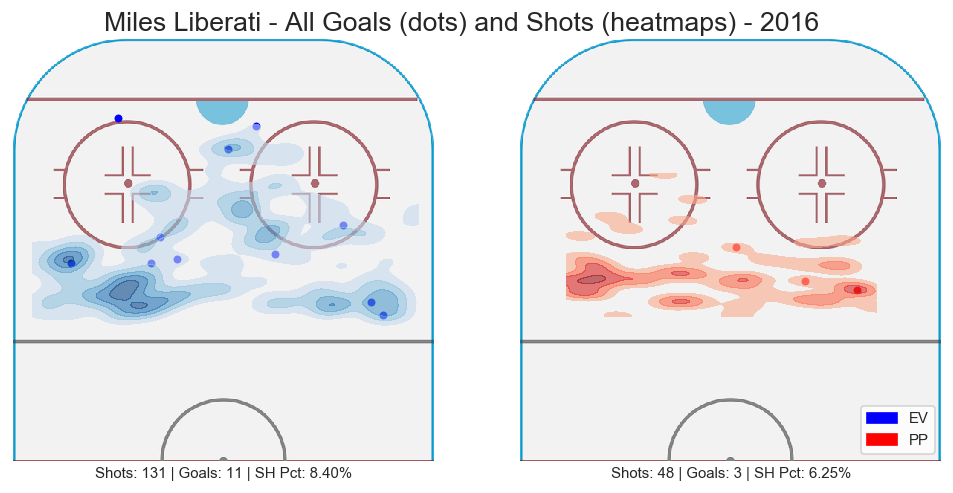 Miles Liberati - All Goals (dots) and Shots (heatmaps) - 2016
EV
PP
Shots: 131 | Goals: 11 | SH Pct: 8.40%
Shots: 48 | Goals: 3 | SH Pct: 6.25%